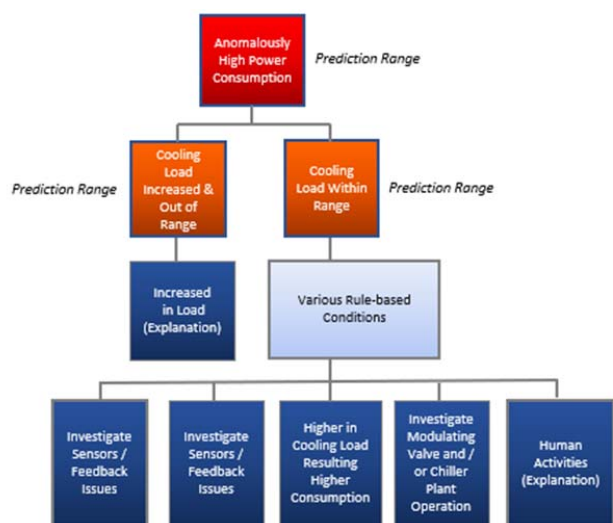 Anomalously
High Power
Consumption
Prediction Range
Cooling
Load
Increased &
Out of
Range
Prediction Range
Cooling
Load Within
Range
Prediction Range
Increased
in Load
(Explanation)
Various Rule-based
Conditions
Investigate
Sensors /
Feedback
Issues
Investigate
Sensors /
Feedback
Issues
Higher in
Cooling Load
Resulting
Higher
Consumption
Investigate
Modulating
Valve and /
or Chiller
Plant
Operation
Human
Activities
(Explanation)